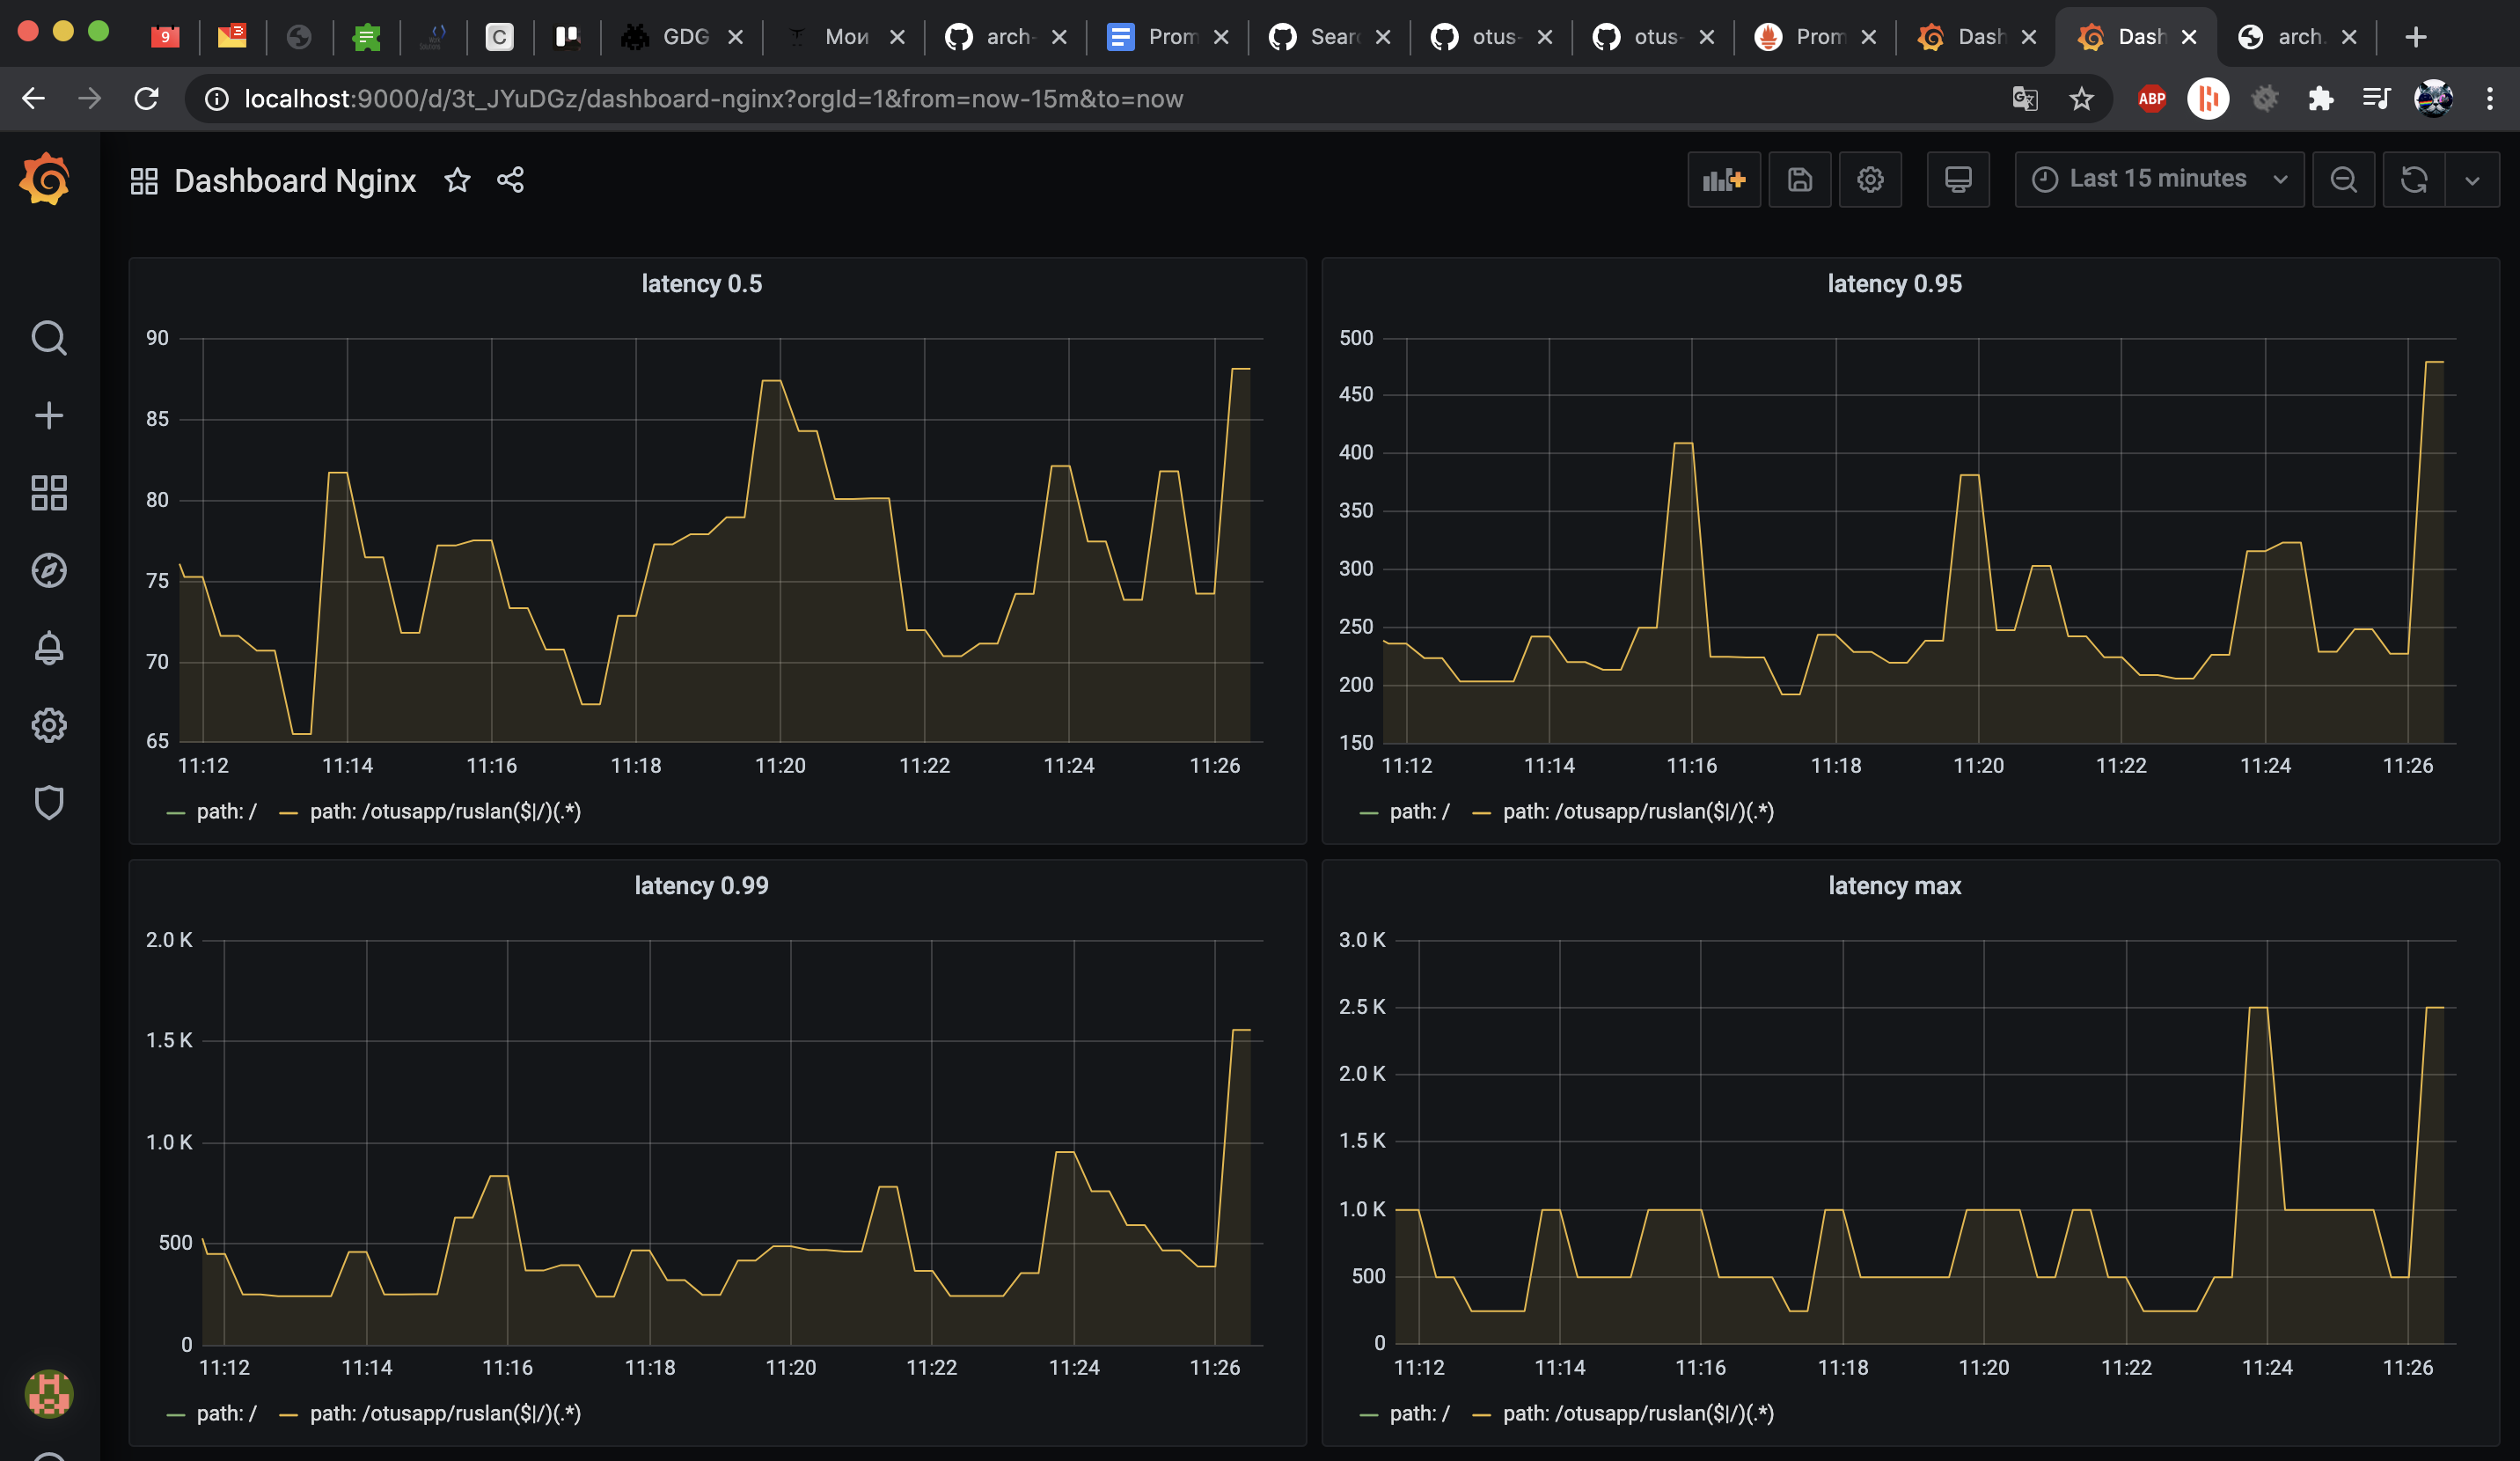 9 3 C GDG Мои arch- Prom Sear otus- otus- Prom Dash Dash arch.
localhost:9000/d/3t_JYuDGz/dashboard-nginx?orgId=1&from=now-15m&to=now ABP
Dashboard Nginx Last 15 minutes
latency 0.5
90
85
80
75
70
65
11:12 11:14 11:16 11:18 11:20 11:22 11:24 11:26
path: / path: /otusapp/ruslan($|/)(.*)
latency 0.95
500
450
400
350
300
250
200
150
11:12 11:14 11:16 11:18 11:20 11:22 11:24 11:26
path: / path: /otusapp/ruslan($|/)(.*)
latency 0.99
2.0 K
1.5 K
1.0 K
500
0
11:12 11:14 11:16 11:18 11:20 11:22 11:24 11:26
path: / path: /otusapp/ruslan($|/)(.*)
latency max
3.0 K
2.5 K
2.0 K
1.5 K
1.0 K
500
0
11:12 11:14 11:16 11:18 11:20 11:22 11:24 11:26
path: / path: /otusapp/ruslan($|/)(.*)